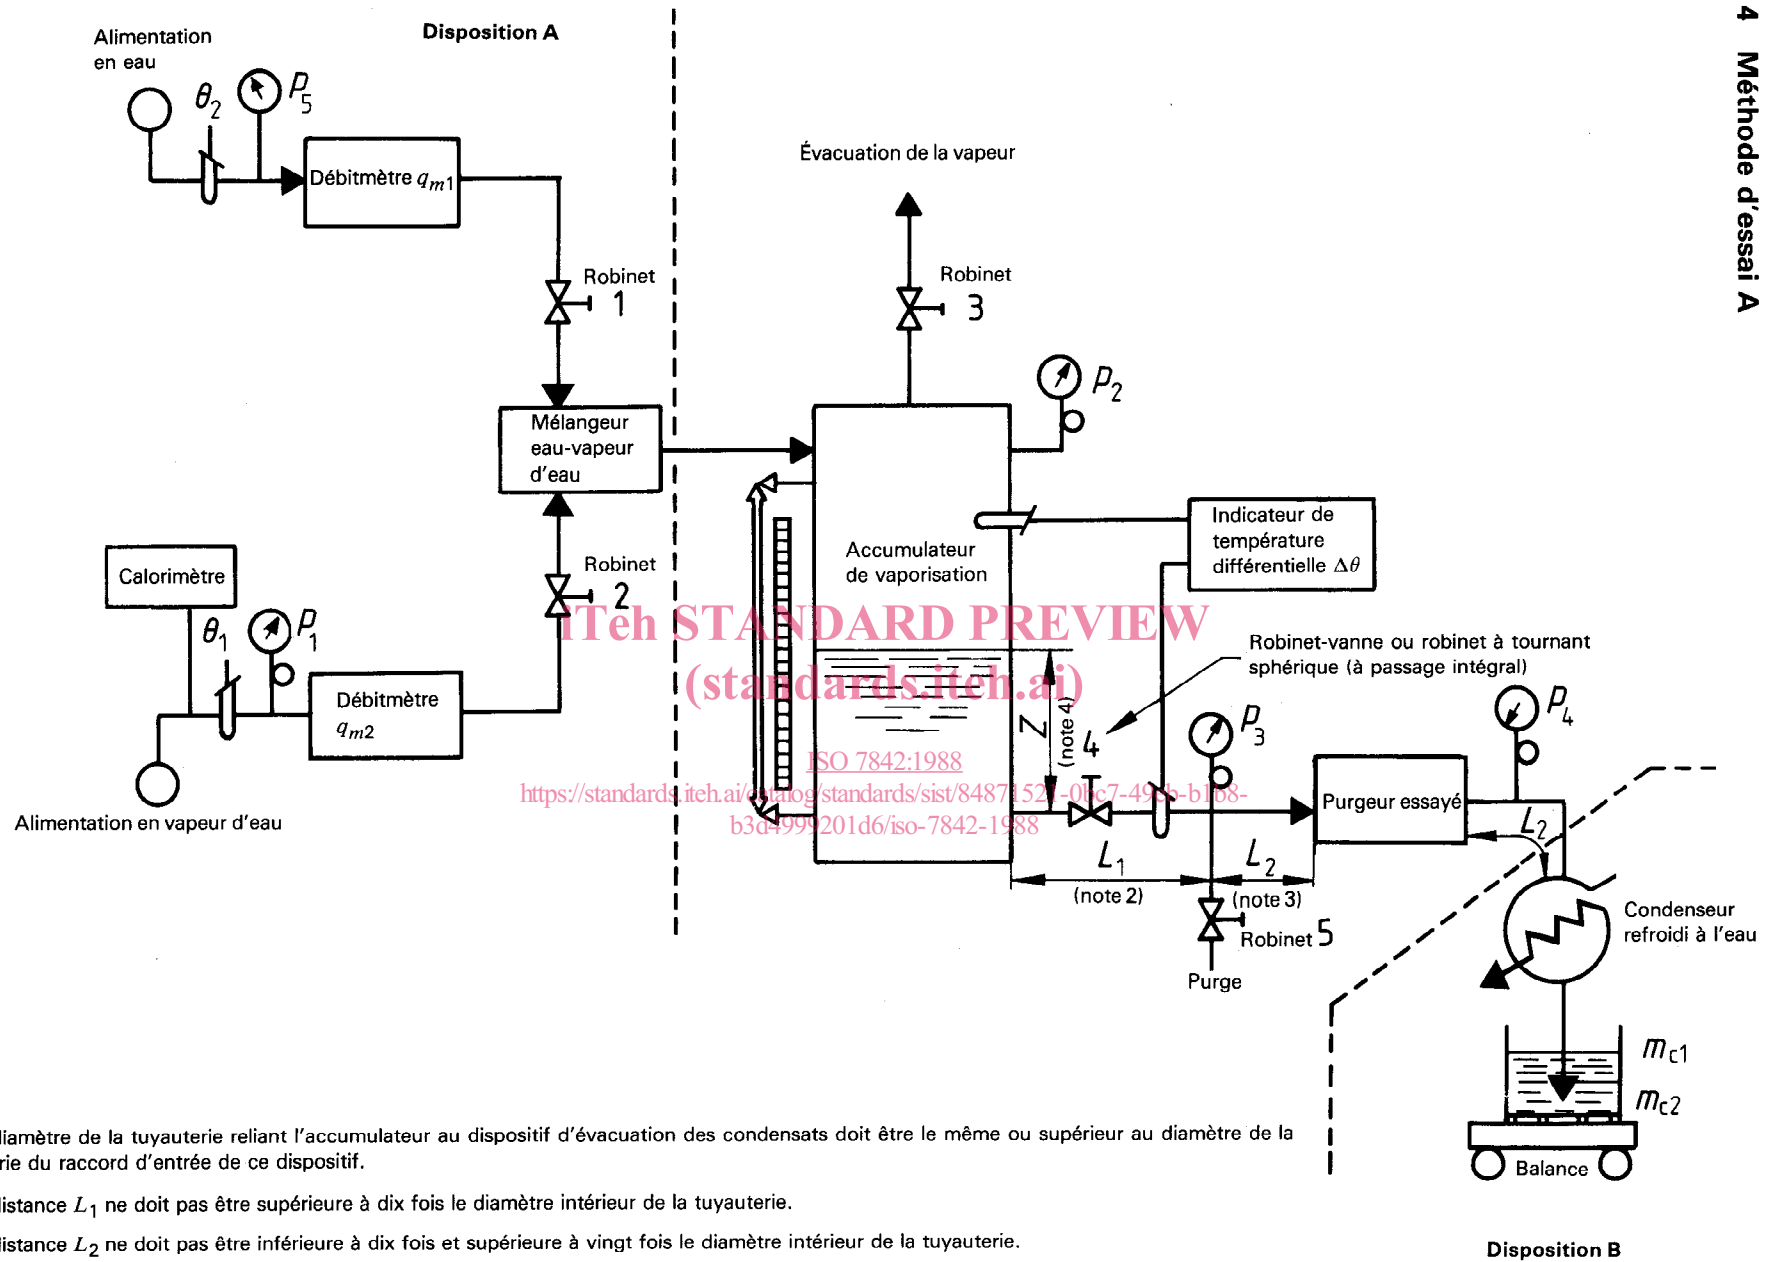 4 Méthode d'essai A
Disposition A
Alimentation
en eau
θ2
P5
Débitmètre qm1
Robinet
1
Évacuation de la vapeur
Robinet
3
P2
Mélangeur
eau-vapeur
d'eau
Indicateur de
température
différentielle Δθ
Accumulateur
de vaporisation
Calorimètre
Robinet
2
θ1
P1
Débitmètre
qm2
Alimentation en vapeur d'eau
iTeh STANDARD PREVIEW
(standards.iteh.ai)
ISO 7842:1988
https://standards.iteh.ai/catalog/standards/sist/84871521-0bc7-49eb-b1b8-
b3d4999201d6/iso-7842-1988
Robinet-vanne ou robinet à tournant
sphérique (à passage intégral)
Z
(note 4)
4
P3
P4
Purgeur essayé
L2
L1
(note 2)
L2
(note 3)
Robinet 5
Purge
Condenseur
refroidi à l'eau
mc1
mc2
Balance
diamètre de la tuyauterie reliant l'accumulateur au dispositif d'évacuation des condensats doit être le même ou supérieur au diamètre de la
rie du raccord d'entrée de ce dispositif.
distance L1 ne doit pas être supérieure à dix fois le diamètre intérieur de la tuyauterie.
distance L2 ne doit pas être inférieure à dix fois et supérieure à vingt fois le diamètre intérieur de la tuyauterie.
Disposition B